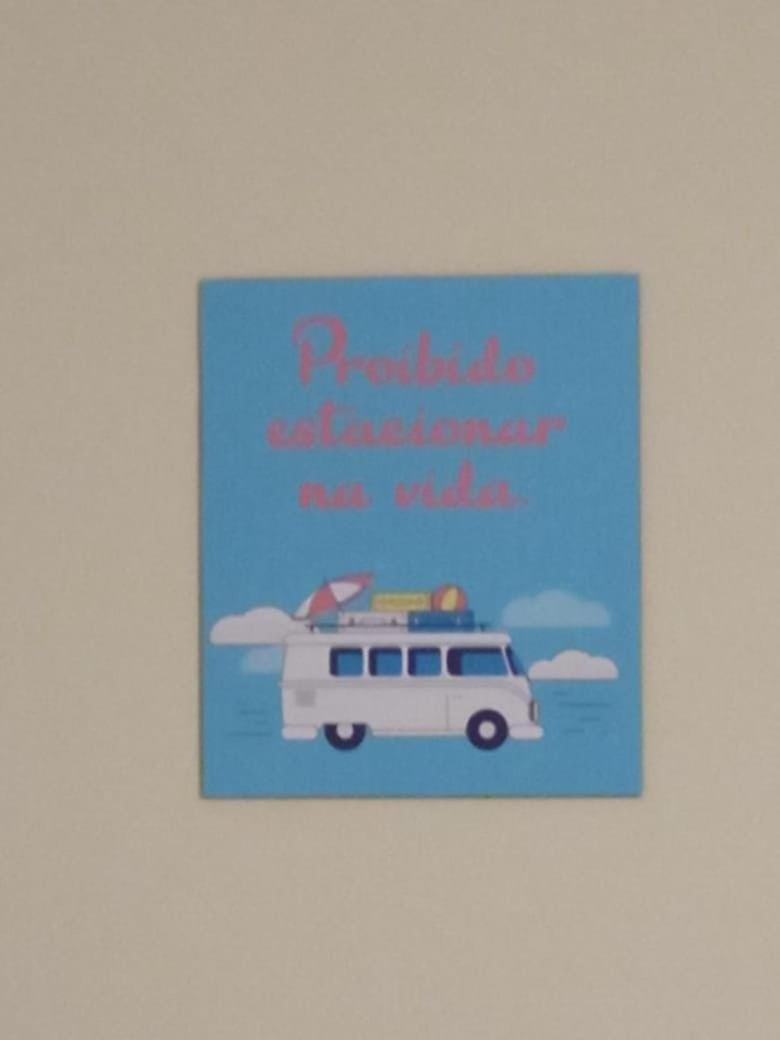 Proibido
estacionar
na vida.